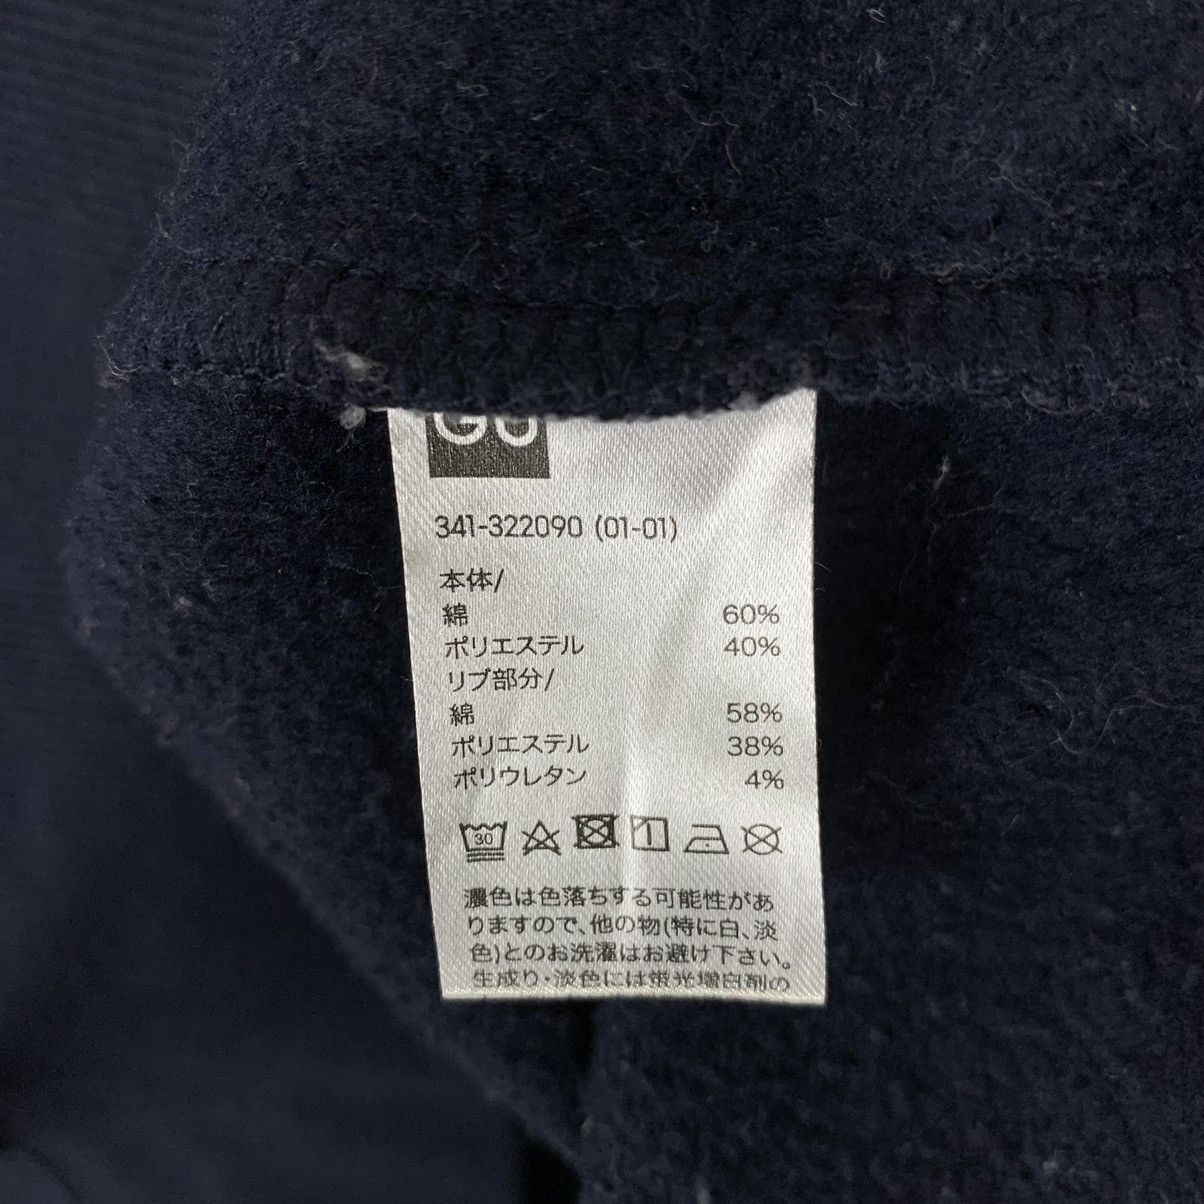 GU
341-322090 (01-01)
本体/
綿 60%
ポリエステル 40%
リブ部分/
綿 58%
ポリエステル 38%
ポリウレタン 4%
30
濃色は色落ちする可能性があ
りますので、他の物(特に白、淡
色)とのお洗濯はお避け下さい。
生成り・淡色には蛍光増白剤の